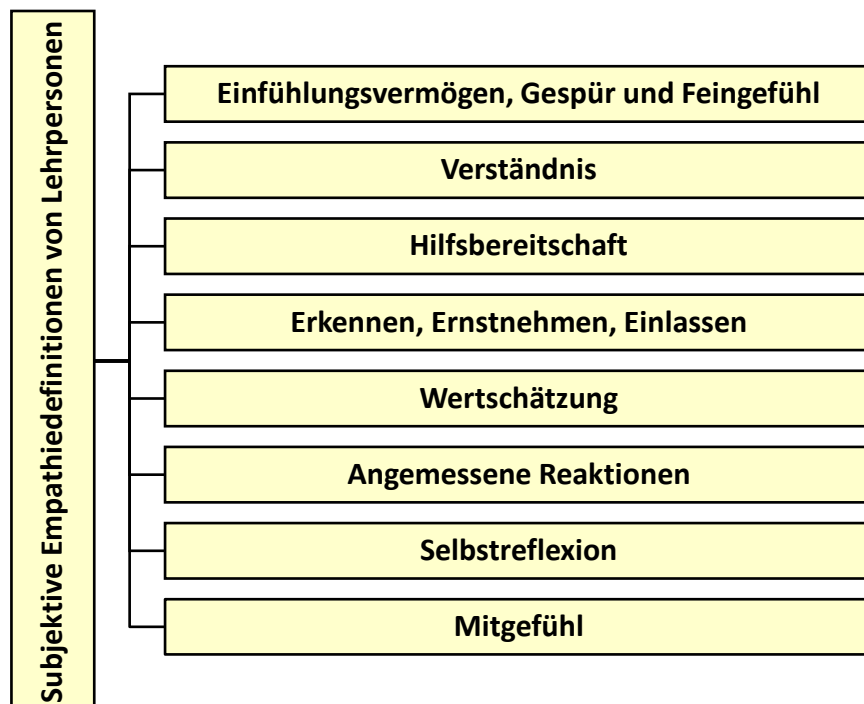 Subjektive Empathiedefinitionen von Lehrpersonen
Einfühlungsvermögen, Gespür und Feingefühl
Verständnis
Hilfsbereitschaft
Erkennen, Ernstnehmen, Einlassen
Wertschätzung
Angemessene Reaktionen
Selbstreflexion
Mitgefühl